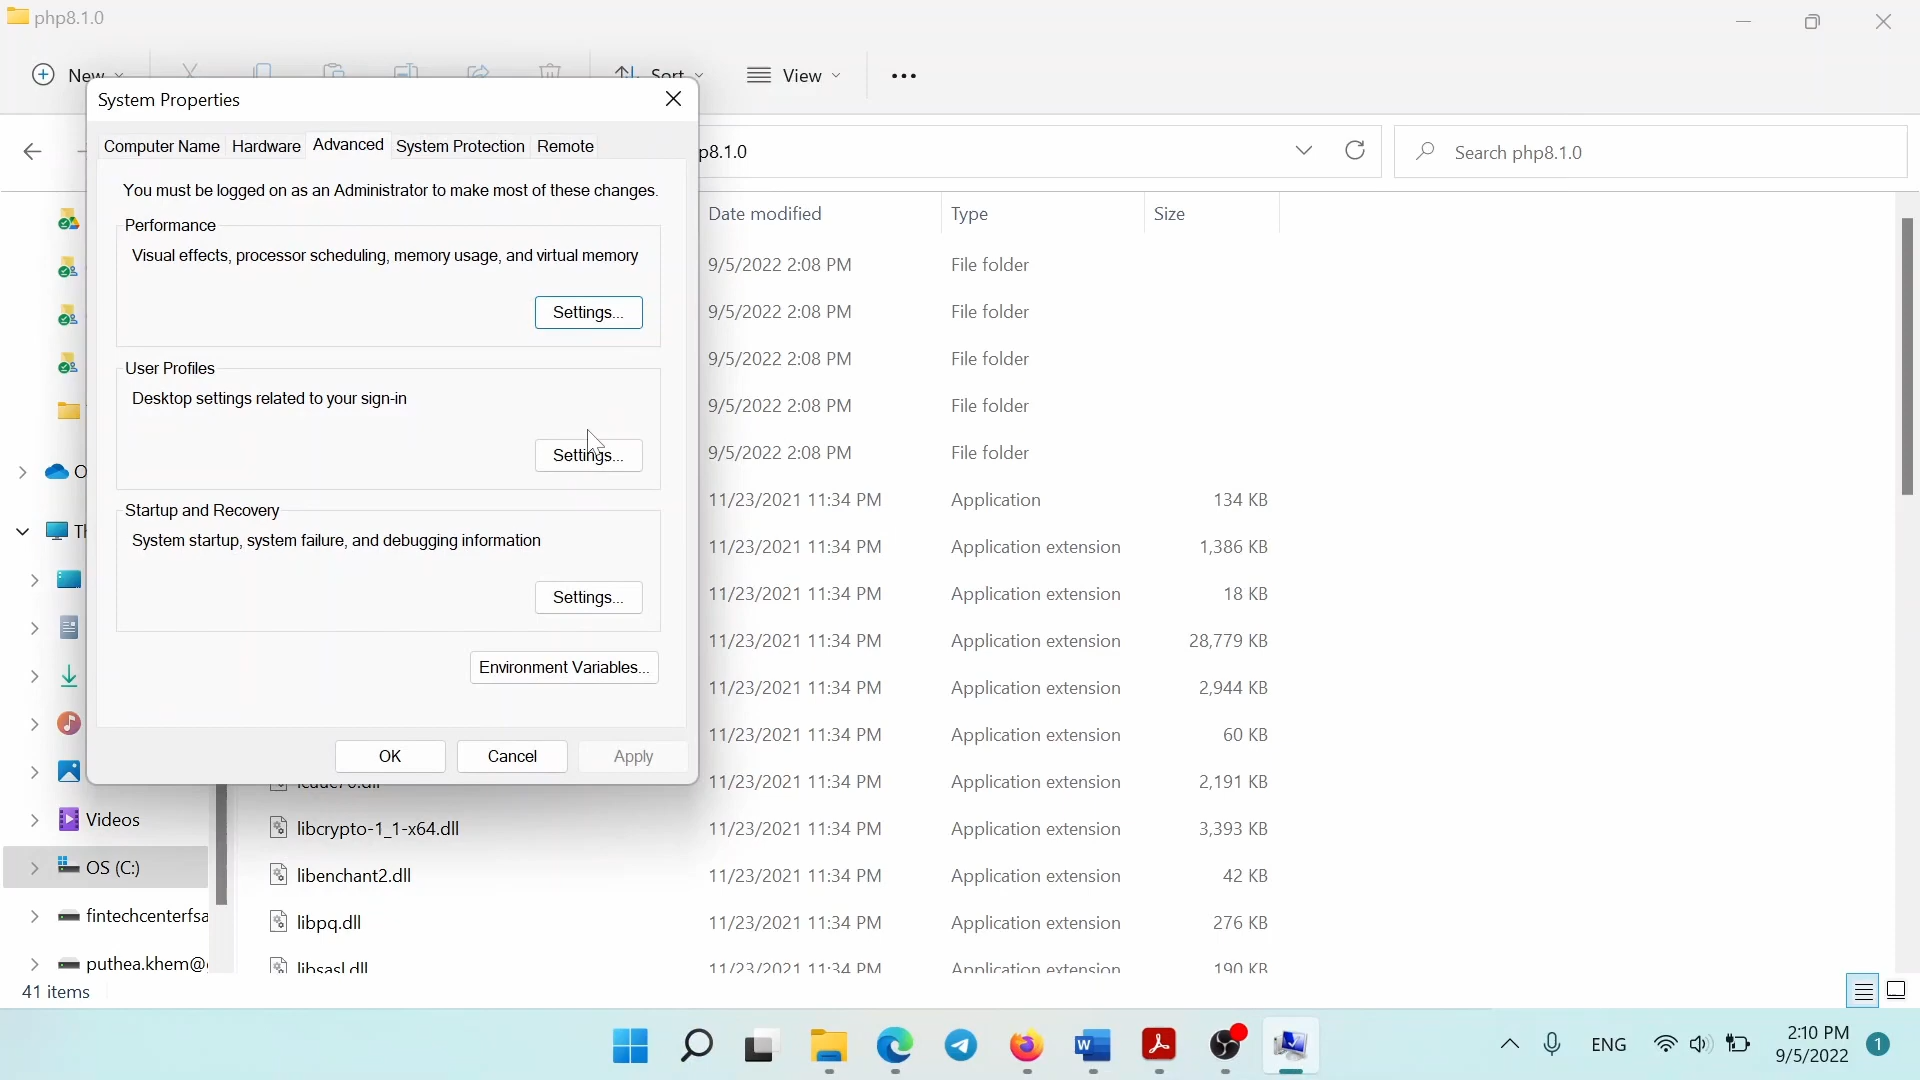 php8.1.0
New
Sort
View
System Properties
Computer Name
Hardware
Advanced
System Protection
Remote
p8.1.0
Search php8.1.0
You must be logged on as an Administrator to make most of these changes.
Performance
Visual effects, processor scheduling, memory usage, and virtual memory
Settings...
User Profiles
Desktop settings related to your sign-in
Settings...
Startup and Recovery
System startup, system failure, and debugging information
Settings...
Environment Variables...
OK
Cancel
Apply
Date modified
Type
Size
9/5/2022 2:08 PM
File folder
9/5/2022 2:08 PM
File folder
9/5/2022 2:08 PM
File folder
9/5/2022 2:08 PM
File folder
9/5/2022 2:08 PM
File folder
11/23/2021 11:34 PM
Application
134 KB
11/23/2021 11:34 PM
Application extension
1,386 KB
11/23/2021 11:34 PM
Application extension
18 KB
11/23/2021 11:34 PM
Application extension
28,779 KB
11/23/2021 11:34 PM
Application extension
2,944 KB
11/23/2021 11:34 PM
Application extension
60 KB
11/23/2021 11:34 PM
Application extension
2,191 KB
libcrypto-1_1-x64.dll
11/23/2021 11:34 PM
Application extension
3,393 KB
libenchant2.dll
11/23/2021 11:34 PM
Application extension
42 KB
libpq.dll
11/23/2021 11:34 PM
Application extension
276 KB
libsasl.dll
11/23/2021 11:34 PM
Application extension
190 KB
O
Th
Videos
OS (C:)
fintechcenterfsa
puthea.khem@
41 items
ENG
2:10 PM
9/5/2022
1